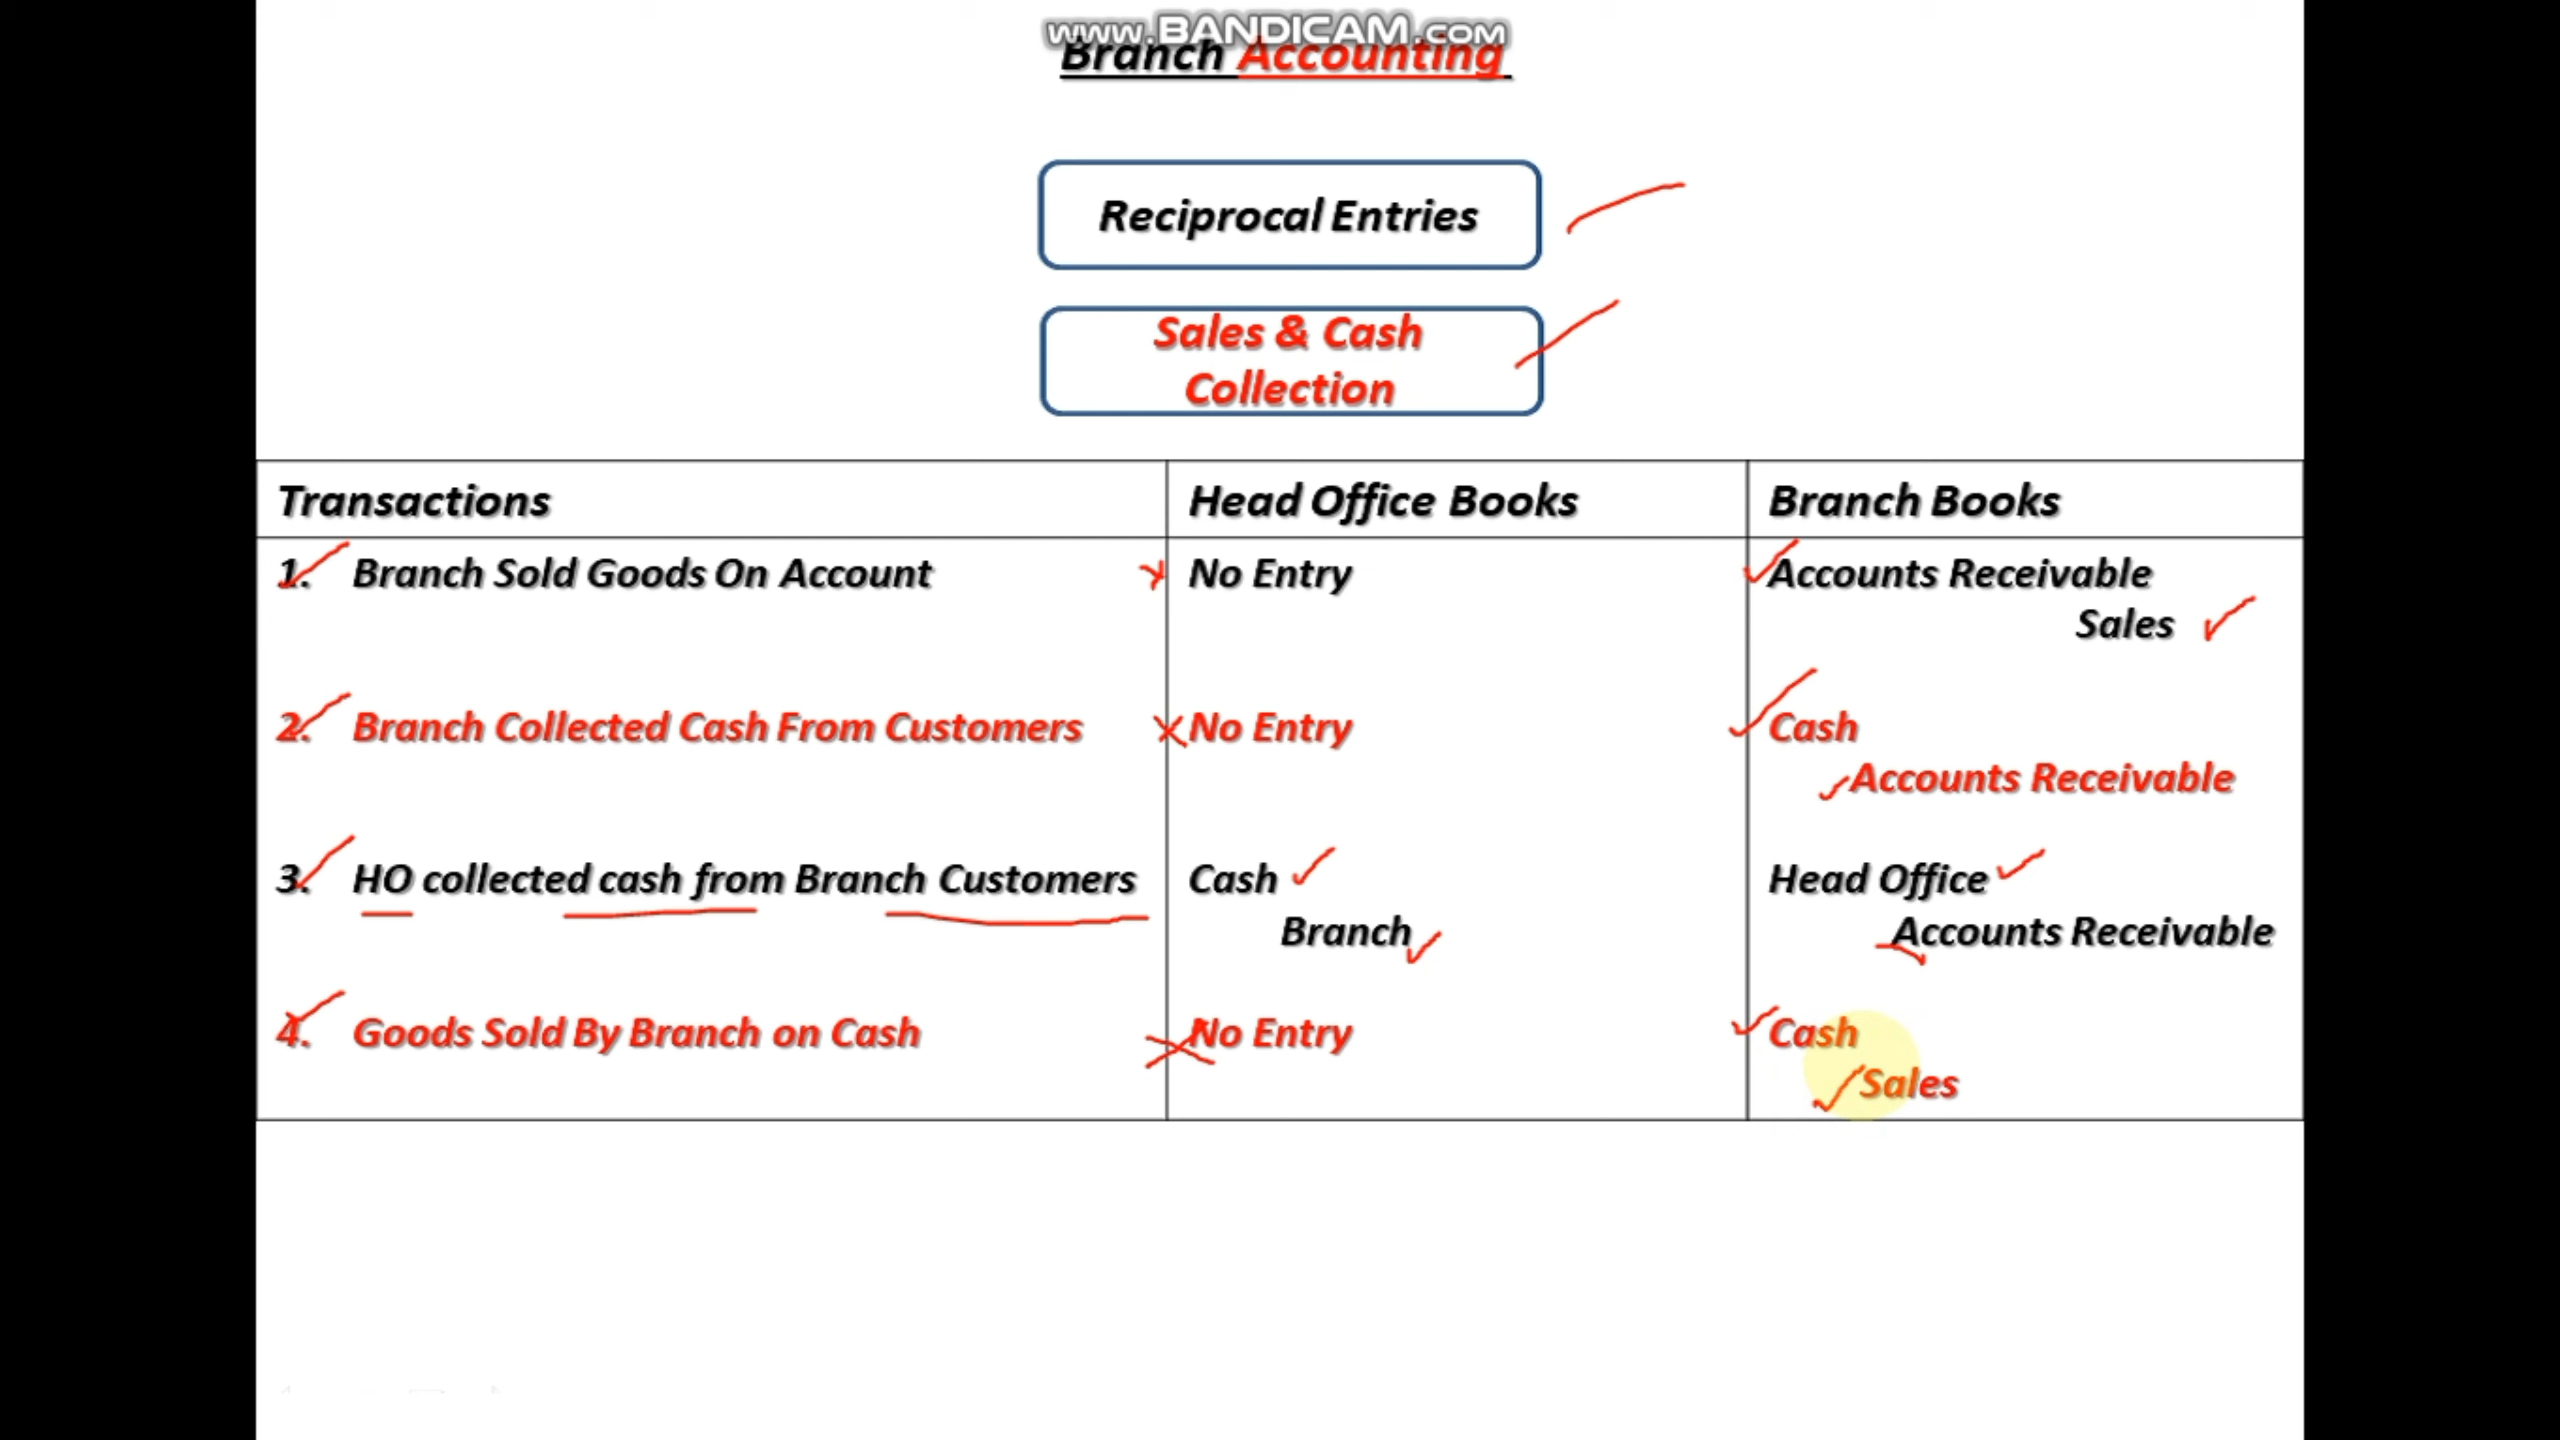 www.BANDICAM.com
Branch Accounting
Reciprocal Entries
Sales & Cash
Collection
Transactions
Head Office Books
Branch Books
1. Branch Sold Goods On Account
No Entry
Accounts Receivable
Sales
2. Branch Collected Cash From Customers
No Entry
Cash
Accounts Receivable
3. HO collected cash from Branch Customers
Cash
Branch
Head Office
Accounts Receivable
4. Goods Sold By Branch on Cash
No Entry
Cash
Sales